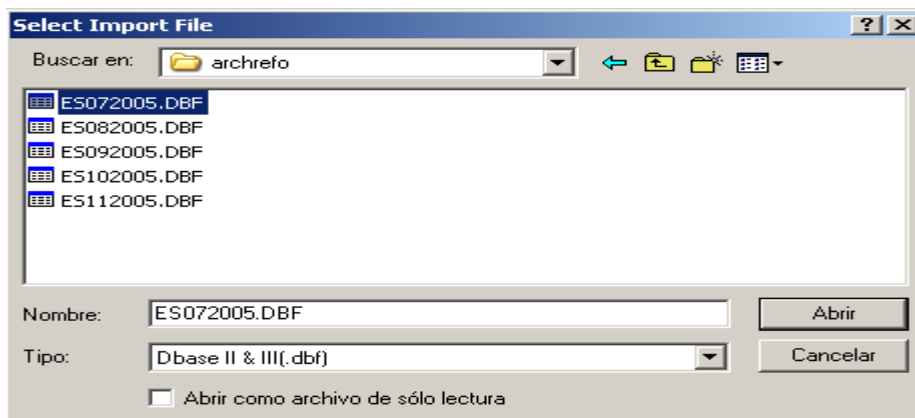 Select Import File
Buscar en: archrefo
ES072005.DBF
ES082005.DBF
ES092005.DBF
ES102005.DBF
ES112005.DBF
Nombre: ES072005.DBF Abrir
Tipo: Dbase II & III(.dbf) Cancelar
Abrir como archivo de sólo lectura